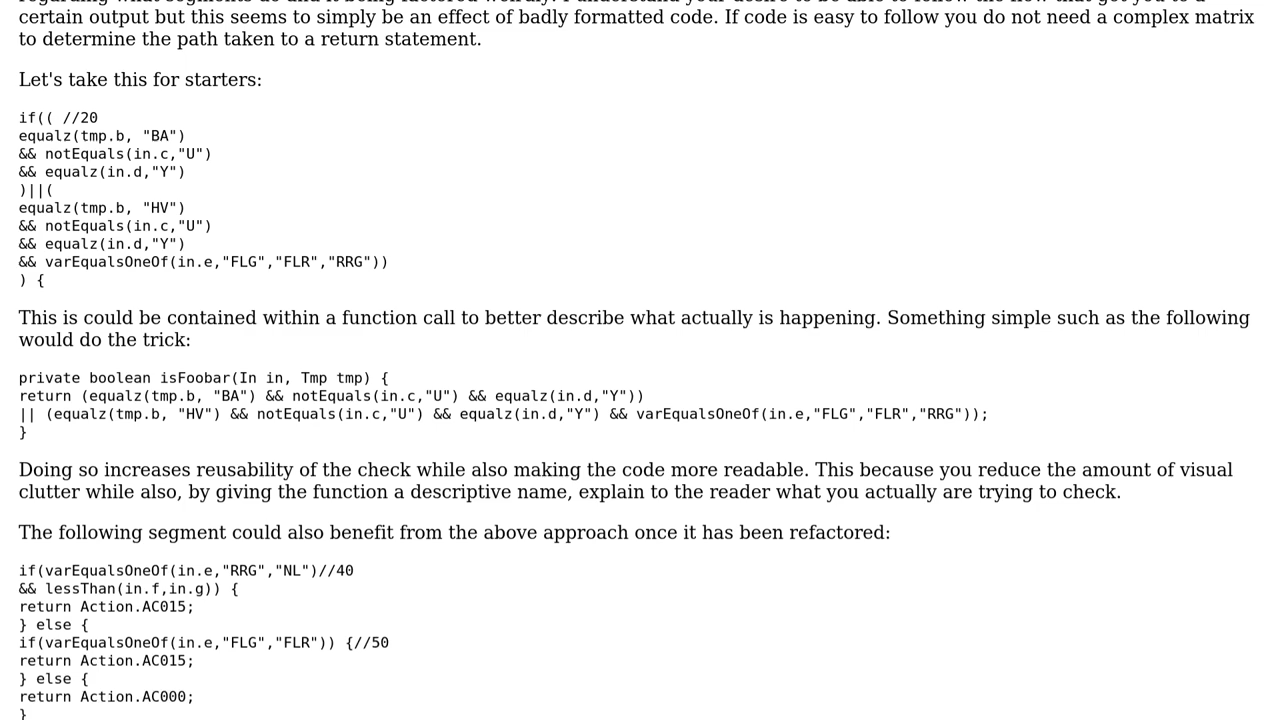 certain output but this seems to simply be an effect of badly formatted code. If code is easy to follow you do not need a complex matrix
to determine the path taken to a return statement.
Let's take this for starters:
if(( //20
equalz(tmp.b, "BA")
&& notEquals(in.c,"U")
&& equalz(in.d,"Y")
)||(
equalz(tmp.b, "HV")
&& notEquals(in.c,"U")
&& equalz(in.d,"Y")
&& varEqualsOneOf(in.e,"FLG","FLR","RRG"))
) {
This is could be contained within a function call to better describe what actually is happening. Something simple such as the following
would do the trick:
private boolean isFoobar(In in, Tmp tmp) {
return (equalz(tmp.b, "BA") && notEquals(in.c,"U") && equalz(in.d,"Y"))
|| (equalz(tmp.b, "HV") && notEquals(in.c,"U") && equalz(in.d,"Y") && varEqualsOneOf(in.e,"FLG","FLR","RRG"));
}
Doing so increases reusability of the check while also making the code more readable. This because you reduce the amount of visual
clutter while also, by giving the function a descriptive name, explain to the reader what you actually are trying to check.
The following segment could also benefit from the above approach once it has been refactored:
if(varEqualsOneOf(in.e,"RRG","NL")//40
&& lessThan(in.f,in.g)) {
return Action.AC015;
} else {
if(varEqualsOneOf(in.e,"FLG","FLR")) {//50
return Action.AC015;
} else {
return Action.AC000;
}